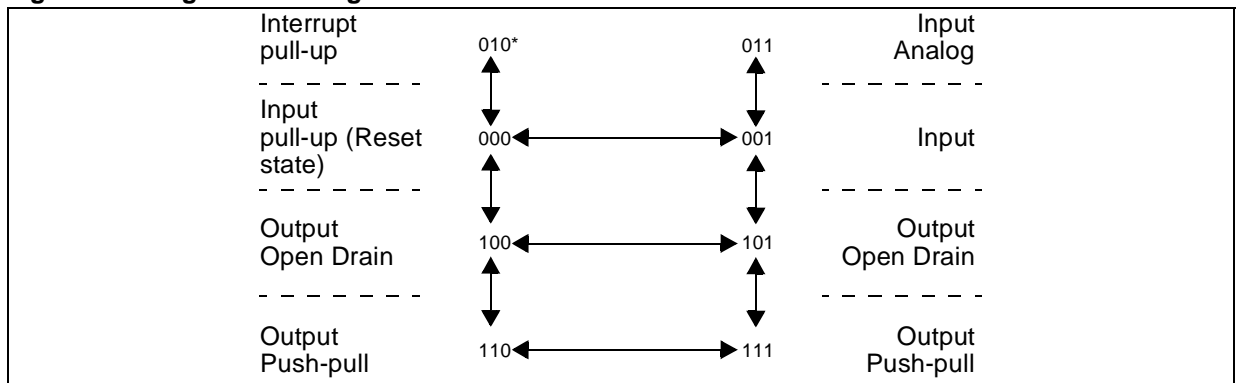 Interrupt
pull-up
010*
011
Input
Analog
Input
pull-up (Reset
state)
000
001
Input
Output
Open Drain
100
101
Output
Open Drain
Output
Push-pull
110
111
Output
Push-pull